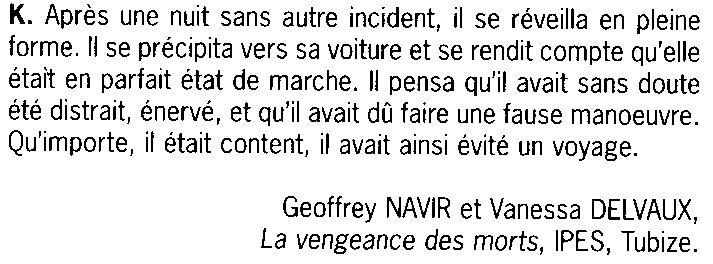 K. Après une nuit sans autre incident, il se réveilla en pleine
forme. Il se précipita vers sa voiture et se rendit compte qu'elle
était en parfait état de marche. Il pensa qu'il avait sans doute
été distrait, énervé, et qu'il avait dû faire une fause manoeuvre.
Qu'importe, il était content, il avait ainsi évité un voyage.
Geoffrey NAVIR et Vanessa DELVAUX,
La vengeance des morts, IPES, Tubize.